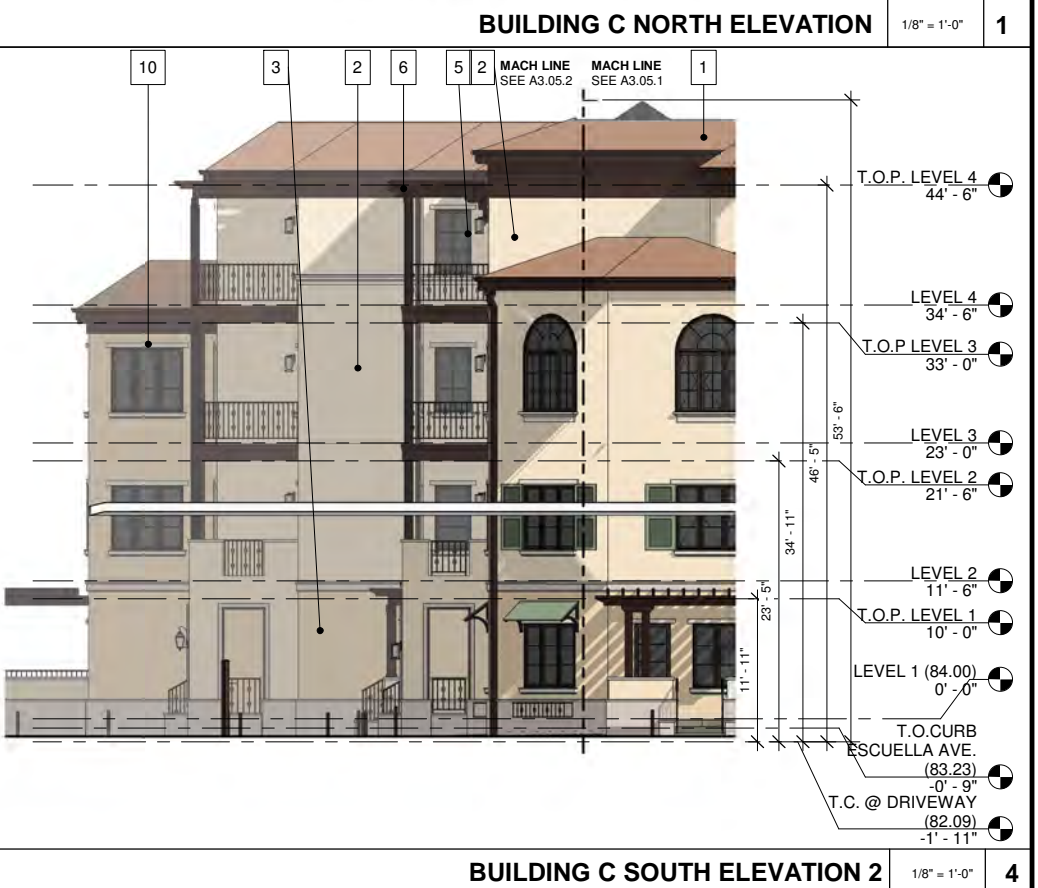 BUILDING C NORTH ELEVATION 1/8" = 1'-0" 1
10 3 2 6 5 2 MACH LINE MACH LINE 1
SEE A3.05.2 SEE A3.05.1
T.O.P. LEVEL 4
44' - 6"
LEVEL 4
34' - 6"
T.O.P LEVEL 3
33' - 0"
LEVEL 3
23' - 0"
T.O.P. LEVEL 2
21' - 6"
LEVEL 2
11' - 6"
T.O.P. LEVEL 1
10' - 0"
LEVEL 1 (84.00)
0' - 0"
T.O.CURB
ESCUELLA AVE.
(83.23)
-0' - 9"
T.C. @ DRIVEWAY
(82.09)
-1' - 11"
11' - 11"
23' - 5"
34' - 11"
46' - 5"
53' - 6"
BUILDING C SOUTH ELEVATION 2 1/8" = 1'-0" 4